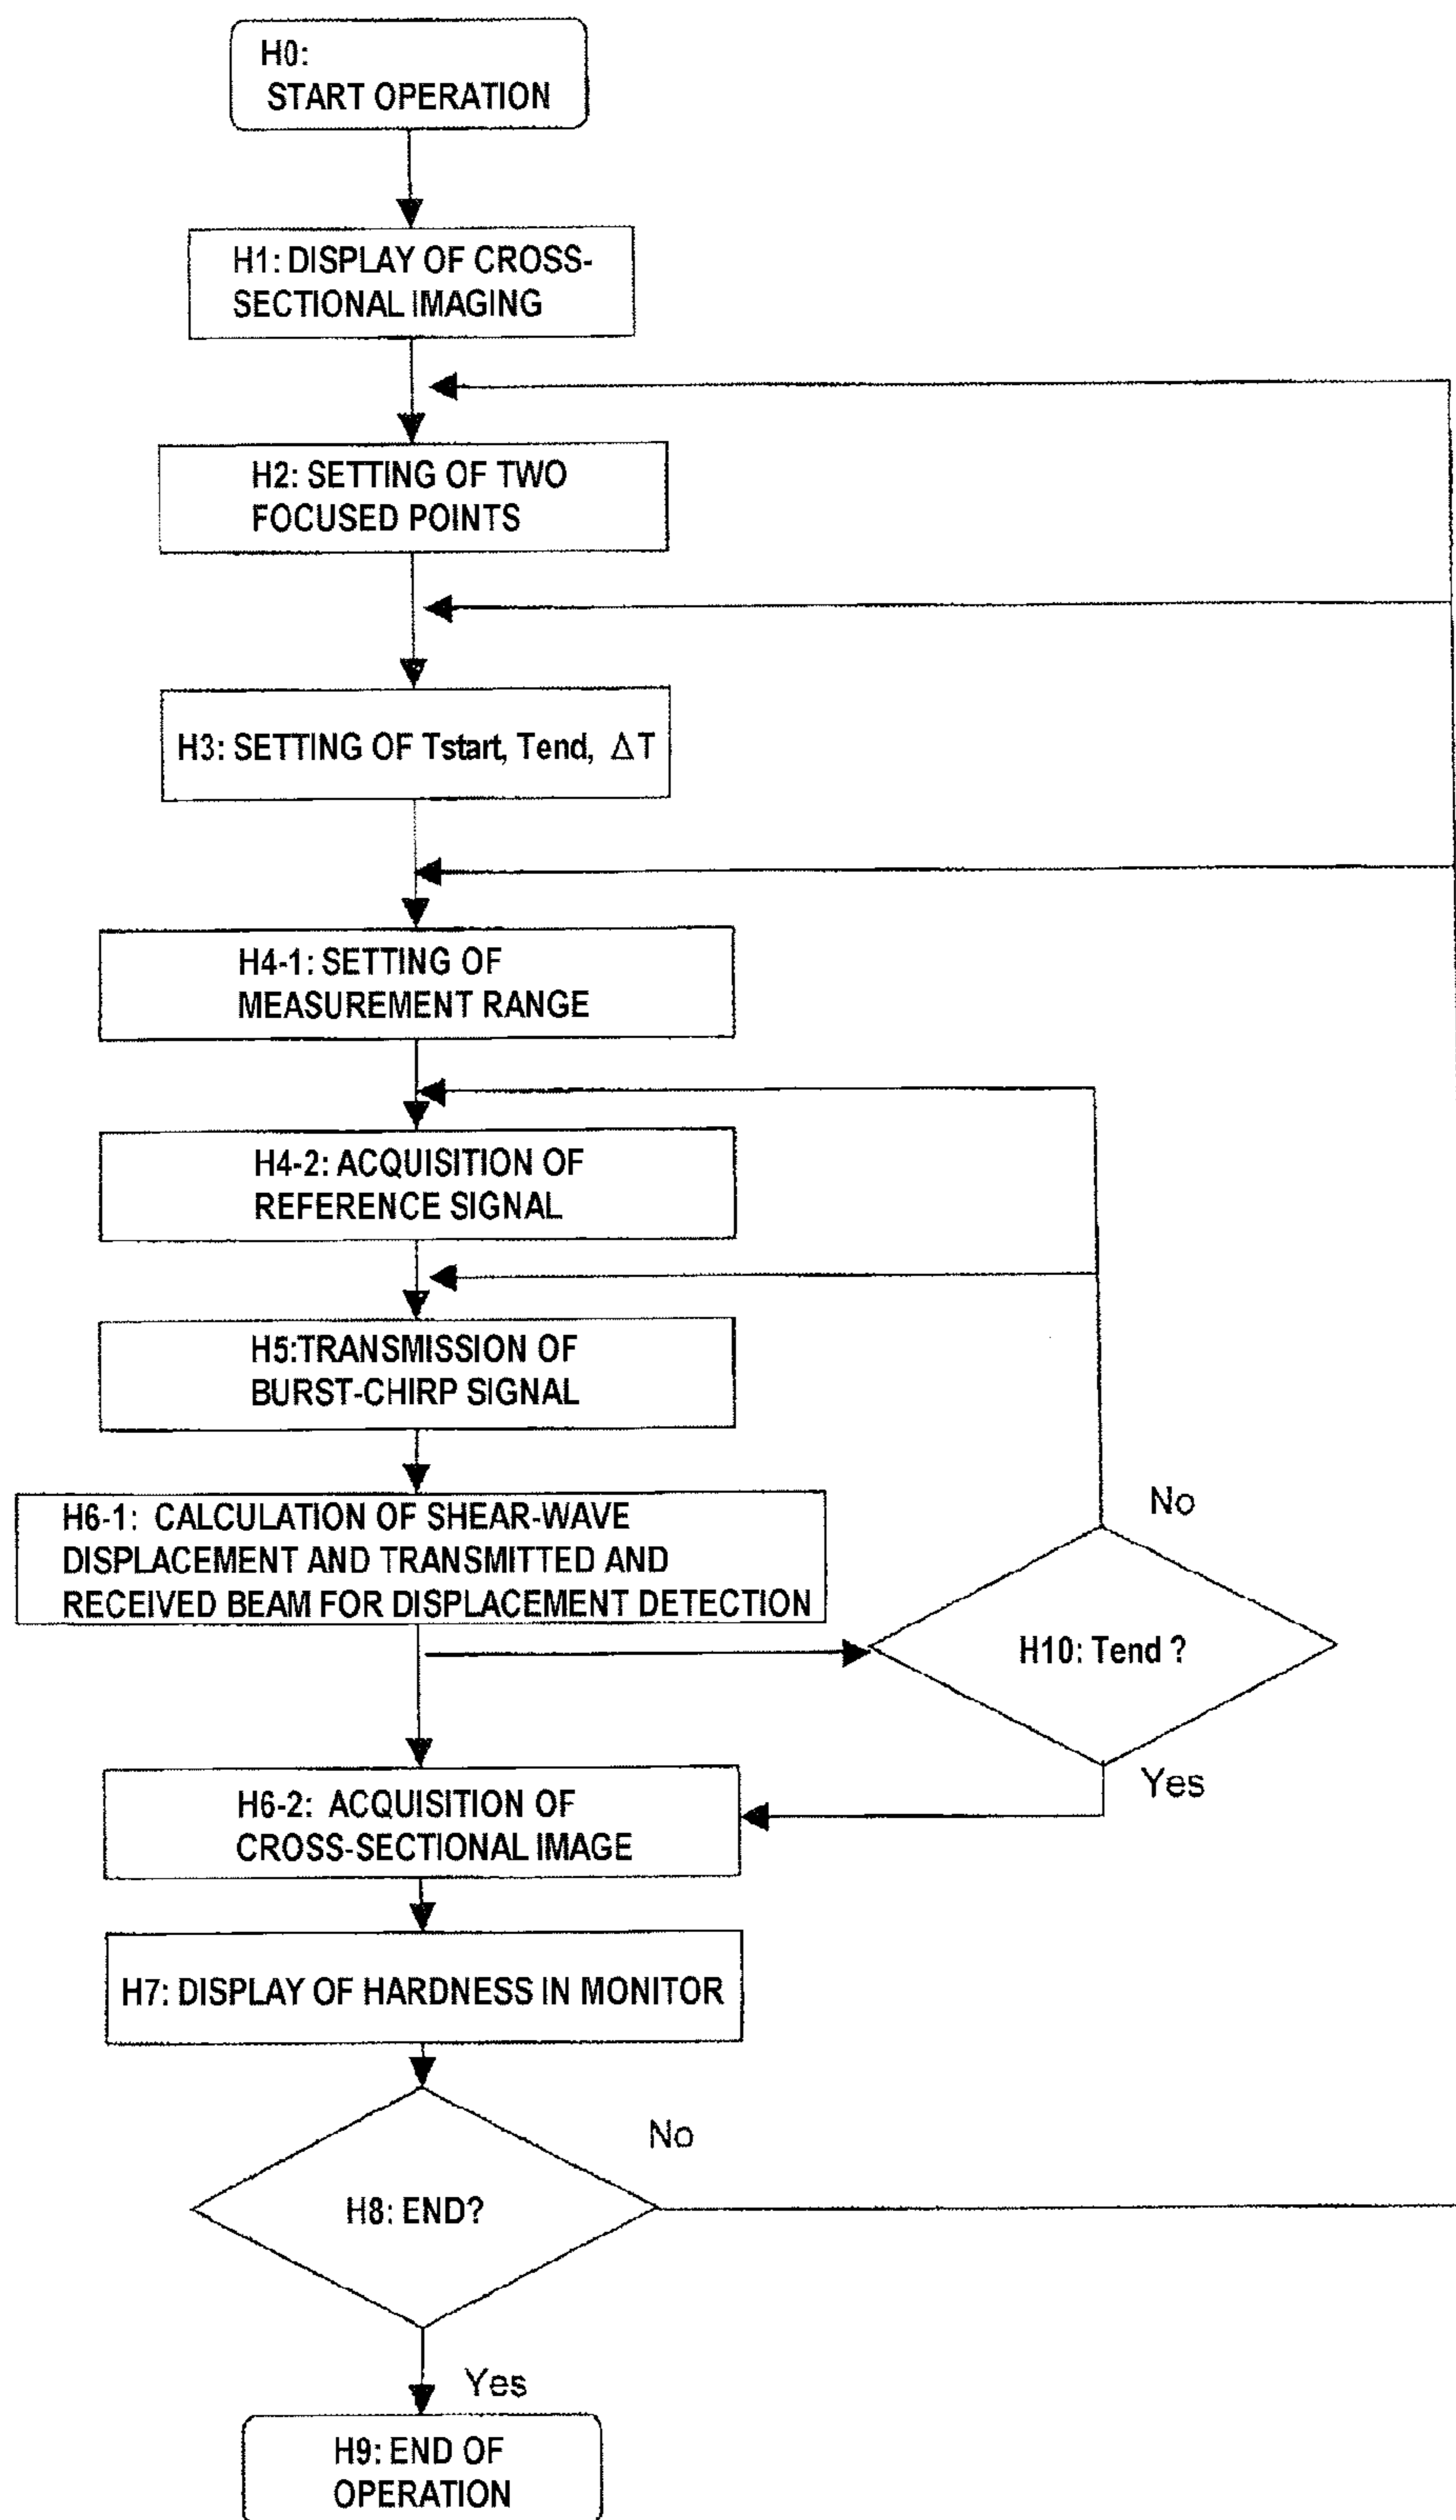 H0:
START OPERATION
H1: DISPLAY OF CROSS-
SECTIONAL IMAGING
H2: SETTING OF TWO
FOCUSED POINTS
H3: SETTING OF Tstart, Tend, ΔT
H4-1: SETTING OF
MEASUREMENT RANGE
H4-2: ACQUISITION OF
REFERENCE SIGNAL
H5:TRANSMISSION OF
BURST-CHIRP SIGNAL
H6-1: CALCULATION OF SHEAR-WAVE
DISPLACEMENT AND TRANSMITTED AND
RECEIVED BEAM FOR DISPLACEMENT DETECTION
No
H10: Tend ?
Yes
H6-2: ACQUISITION OF
CROSS-SECTIONAL IMAGE
H7: DISPLAY OF HARDNESS IN MONITOR
No
H8: END?
Yes
H9: END OF
OPERATION